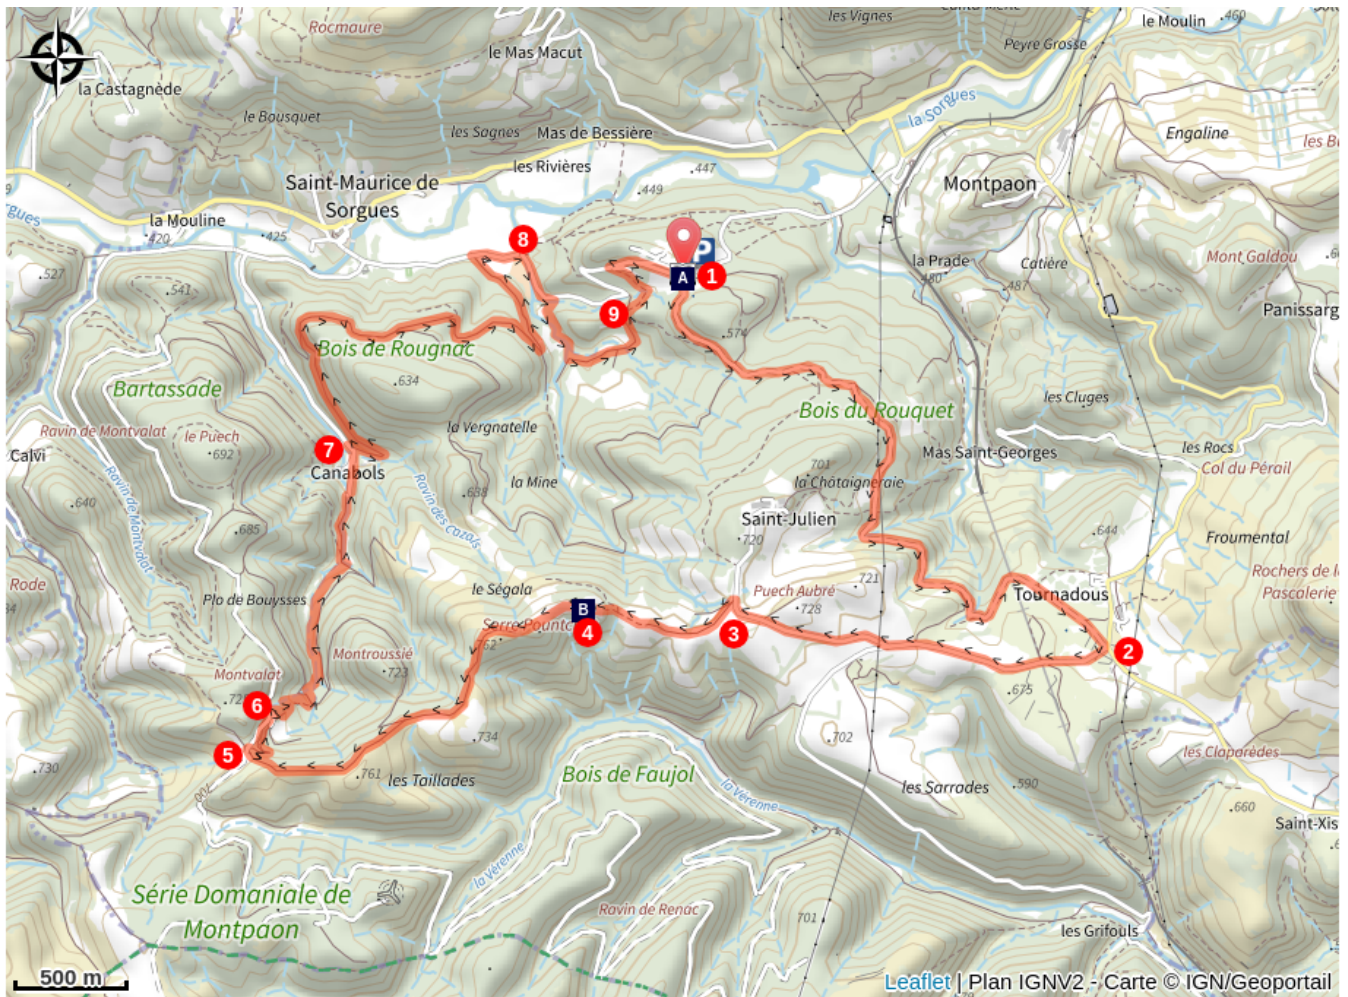 les Vignes
le Moulin
460
Rocmaure
le Mas Macut
Peyre Grosse
la Castagnède
le Bousquet
la Sorgues
les Sagnes
Mas de Bessière
Engaline
les Rivières
447
Saint-Maurice de
Sorgues
449
Montpaon
la Mouline
420
425
8
P
A
1
la Prade
480
Catière
487
Mont Galdou
527
541
9
574
Panissarg
Bois de Rougnac
634
Bartassade
Bois du Rouquet
les Cluges
Ravin de Montvalat
le Puech
692
la Vergnatelle
7
Calvi
Canabols
Mas Saint-Georges
les Rocs
Col du Pérail
701
la Châtaigneraie
640
Ravin de Montvalat
Ravin des cazals
638
la Mine
685
Saint-Julien
720
644
Froumental
Rode
Pla de Bouysses
le Ségala
B
4
Puech Aubré
721
728
Tournadous
Rochers de l
Pascalerie
3
2
762
Montroussié
723
Montvalat
6
675
5
730
734
702
les Claparèdes
761
les Taillades
Bois de Faujol
la Vérenne
les Sarrades
590
660
700
Saint-Xis
la Vérenne
Série Domaniale de
Montpaon
Ravin de Renac
701
les Grifouls
500 m
Leaflet | Plan IGNV2 - Carte © IGN/Geoportail